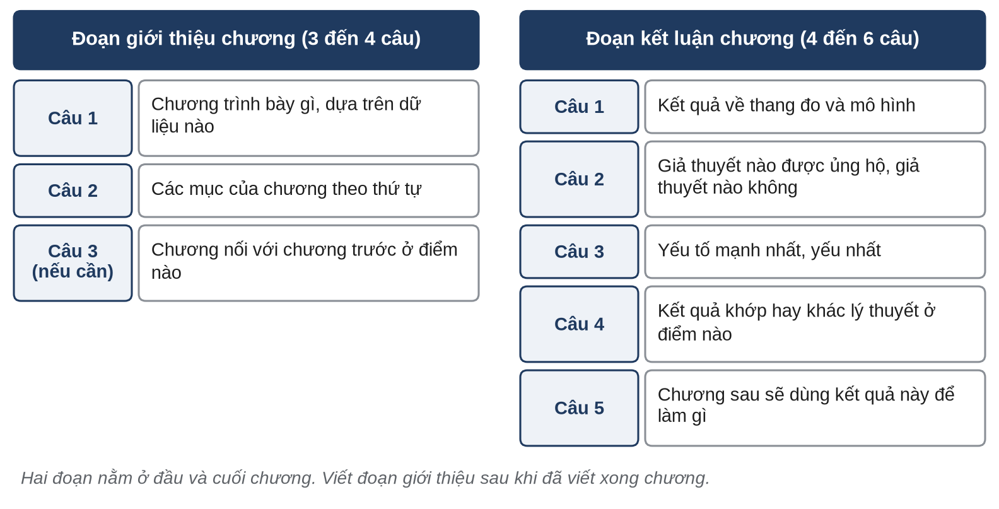 Đoạn giới thiệu chương (3 đến 4 câu)
Câu 1
Chương trình bày gì, dựa trên dữ
liệu nào
Câu 2
Các mục của chương theo thứ tự
Câu 3
(nếu cần)
Chương nối với chương trước ở điểm
nào
Đoạn kết luận chương (4 đến 6 câu)
Câu 1
Kết quả về thang đo và mô hình
Câu 2
Giả thuyết nào được ủng hộ, giả
thuyết nào không
Câu 3
Yếu tố mạnh nhất, yếu nhất
Câu 4
Kết quả khớp hay khác lý thuyết ở
điểm nào
Câu 5
Chương sau sẽ dùng kết quả này để
làm gì
Hai đoạn nằm ở đầu và cuối chương. Viết đoạn giới thiệu sau khi đã viết xong chương.